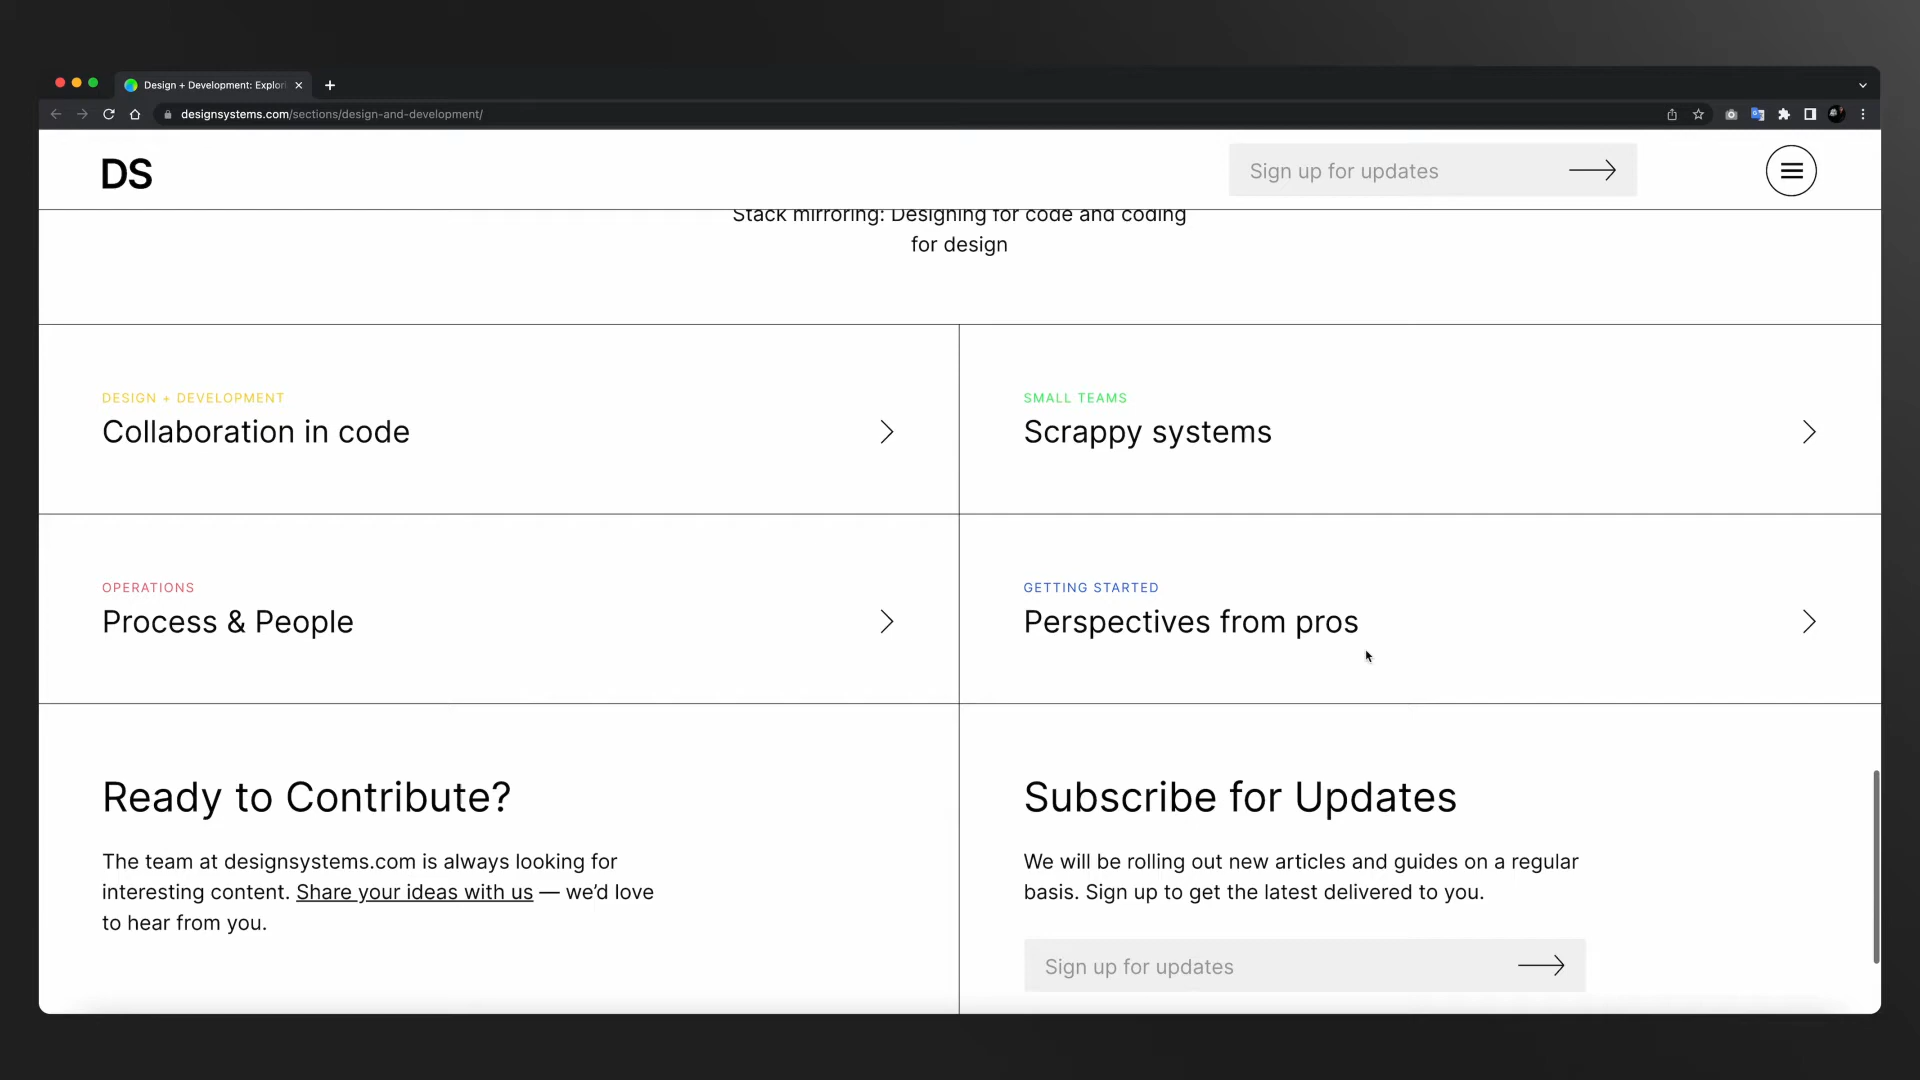 Design + Development: Explori
designsystems.com/sections/design-and-development/
DS
Sign up for updates
Stack mirroring: Designing for code and coding
for design
DESIGN + DEVELOPMENT
Collaboration in code
SMALL TEAMS
Scrappy systems
OPERATIONS
Process & People
GETTING STARTED
Perspectives from pros
Ready to Contribute?
The team at designsystems.com is always looking for
interesting content. Share your ideas with us — we’d love
to hear from you.
Subscribe for Updates
We will be rolling out new articles and guides on a regular
basis. Sign up to get the latest delivered to you.
Sign up for updates